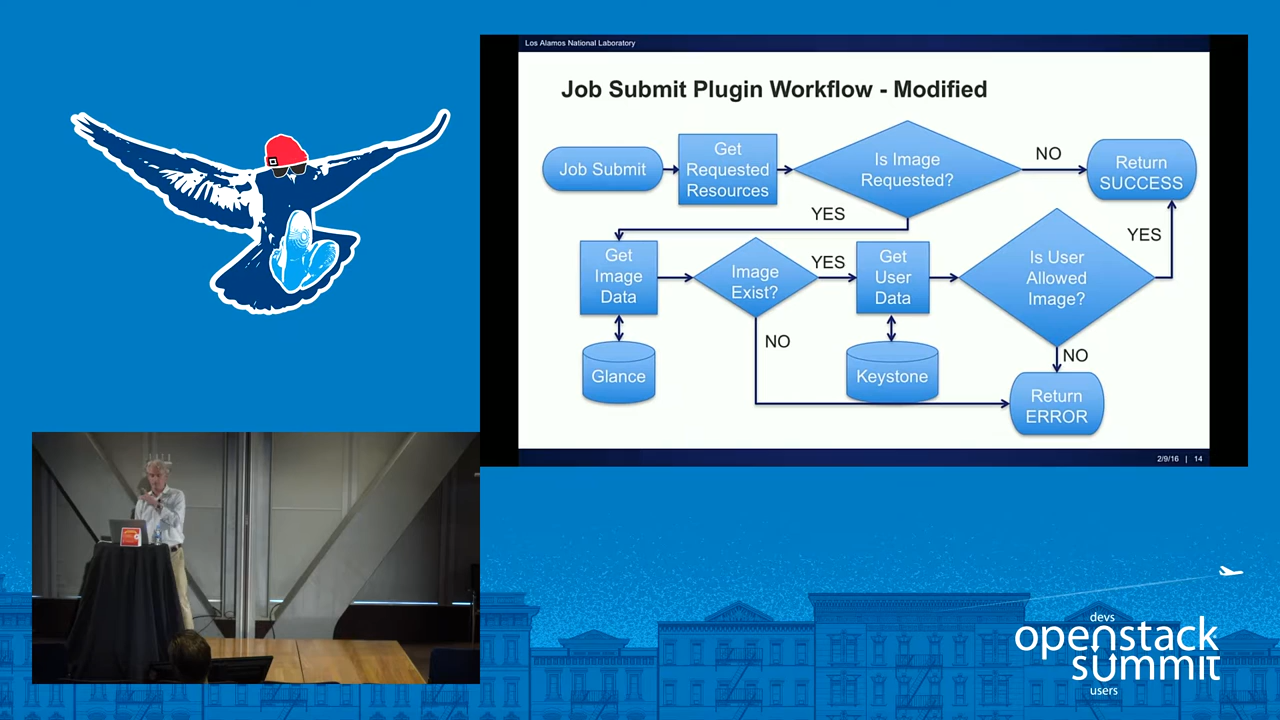 Los Alamos National Laboratory
Job Submit Plugin Workflow - Modified
Job Submit
Get
Requested
Resources
Is Image
Requested?
NO
Return
SUCCESS
YES
Get
Image
Data
Image
Exist?
YES
Get
User
Data
Is User
Allowed
Image?
YES
NO
NO
Glance
Keystone
Return
ERROR
2/9/16 | 14
devs
openstack
summit
users